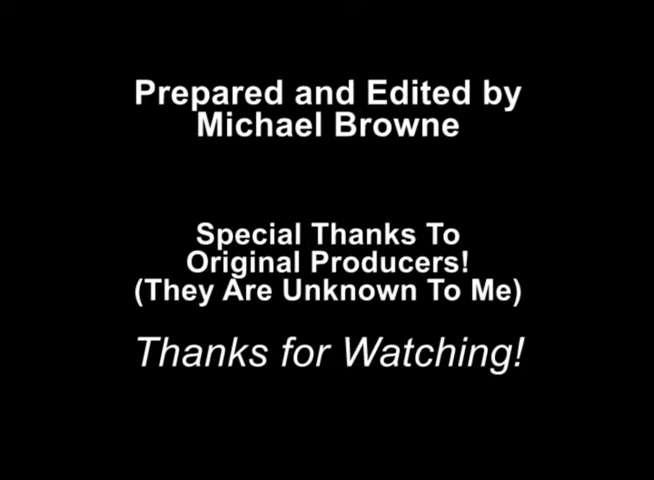 Prepared and Edited by
Michael Browne
Special Thanks To
Original Producers!
(They Are Unknown To Me)
Thanks for Watching!